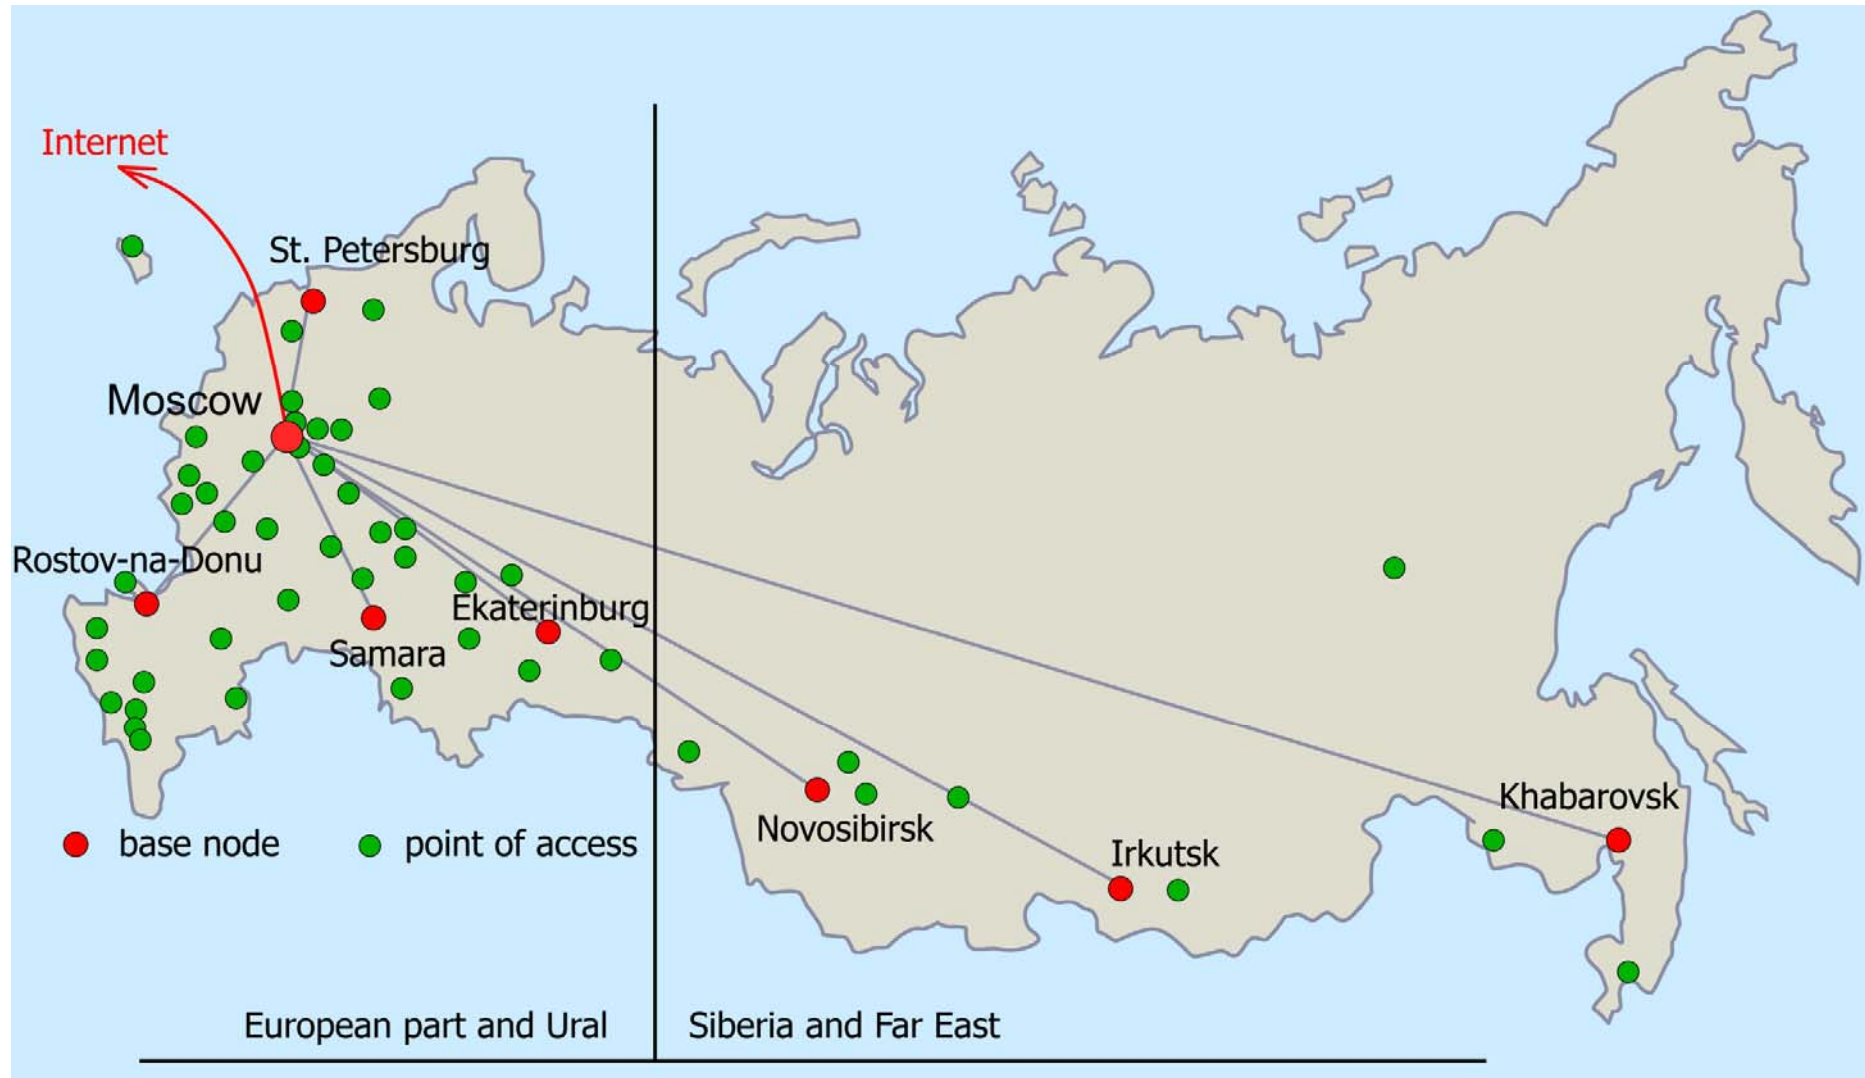 Internet
St. Petersburg
Moscow
Rostov-na-Donu
Ekaterinburg
Samara
Khabarovsk
Novosibirsk
Irkutsk
base node
point of access
European part and Ural
Siberia and Far East